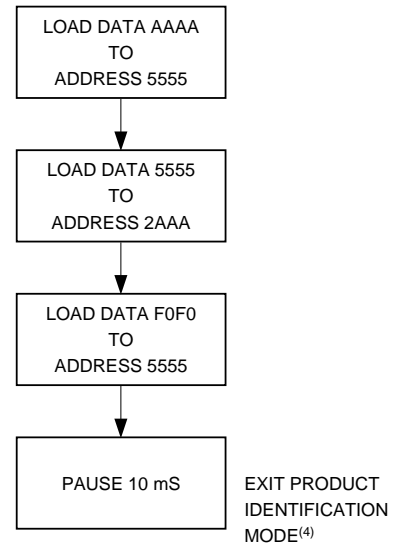 LOAD DATA AAAA
TO
ADDRESS 5555
LOAD DATA 5555
TO
ADDRESS 2AAA
LOAD DATA F0F0
TO
ADDRESS 5555
PAUSE 10 mS
EXIT PRODUCT
IDENTIFICATION
MODE(4)